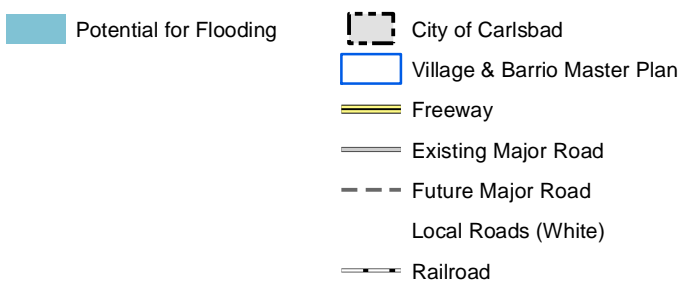 Potential for Flooding
City of Carlsbad
Village & Barrio Master Plan
Freeway
Existing Major Road
Future Major Road
Local Roads (White)
Railroad